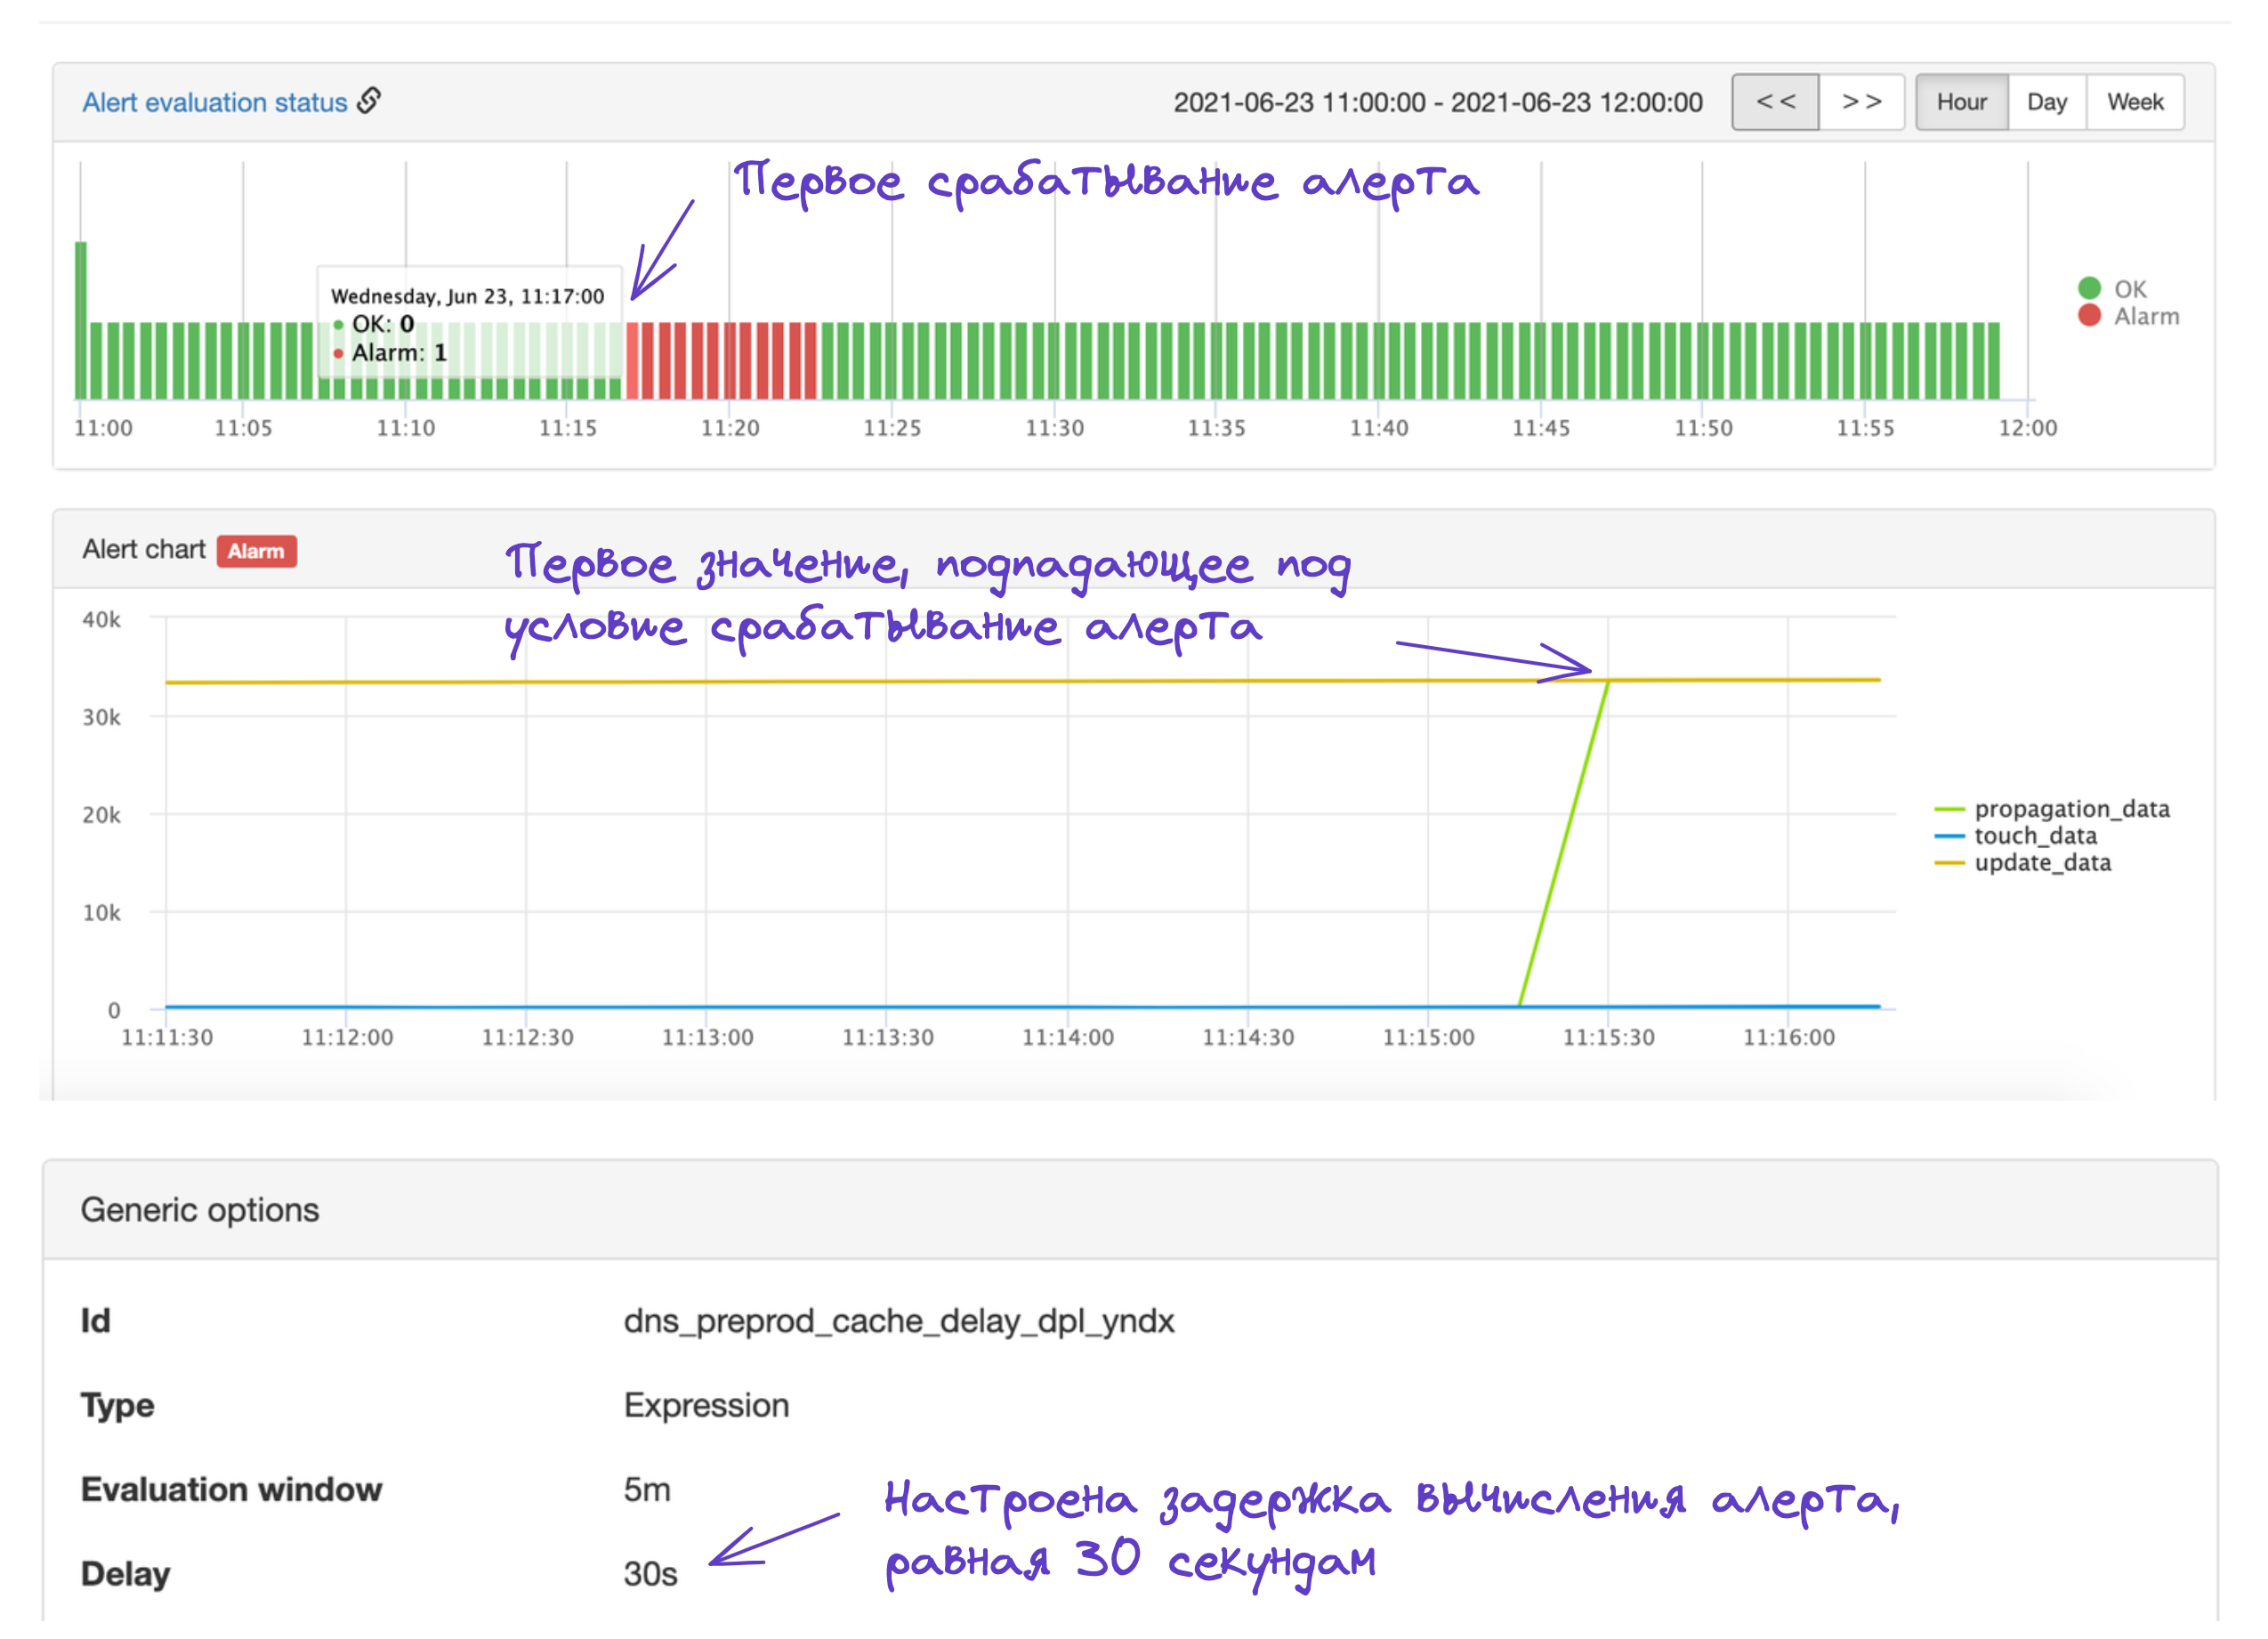 Alert evaluation status
2021-06-23 11:00:00 - 2021-06-23 12:00:00
<< >> Hour Day Week
Первое срабатывание алерта
Wednesday, Jun 23, 11:17:00
OK: 0
Alarm: 1
OK
Alarm
11:00 11:05 11:10 11:15 11:20 11:25 11:30 11:35 11:40 11:45 11:50 11:55 12:00
Alert chart Alarm
Первое значение, подпадающее под
условие срабатывание алерта
40k
30k
20k
10k
0
11:11:30 11:12:00 11:12:30 11:13:00 11:13:30 11:14:00 11:14:30 11:15:00 11:15:30 11:16:00
propagation_data
touch_data
update_data
Generic options
Id dns_preprod_cache_delay_dpl_yndx
Type Expression
Evaluation window 5m
Delay 30s
Настроена задержка вычисления алерта,
равная 30 секундам